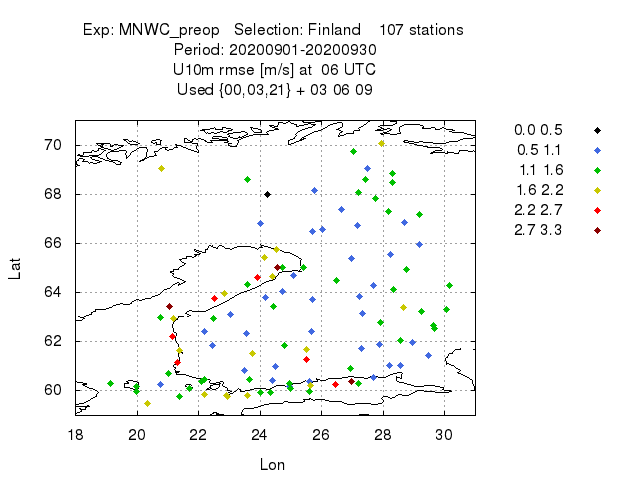 Exp: MNWC_preop   Selection: Finland    107 stations
Period: 20200901-20200930
U10m rmse [m/s] at  06 UTC
Used {00,03,21} + 03 06 09
0.0 0.5
0.5 1.1
1.1 1.6
1.6 2.2
2.2 2.7
2.7 3.3
70
68
66
64
62
60
Lat
18 20 22 24 26 28 30
Lon